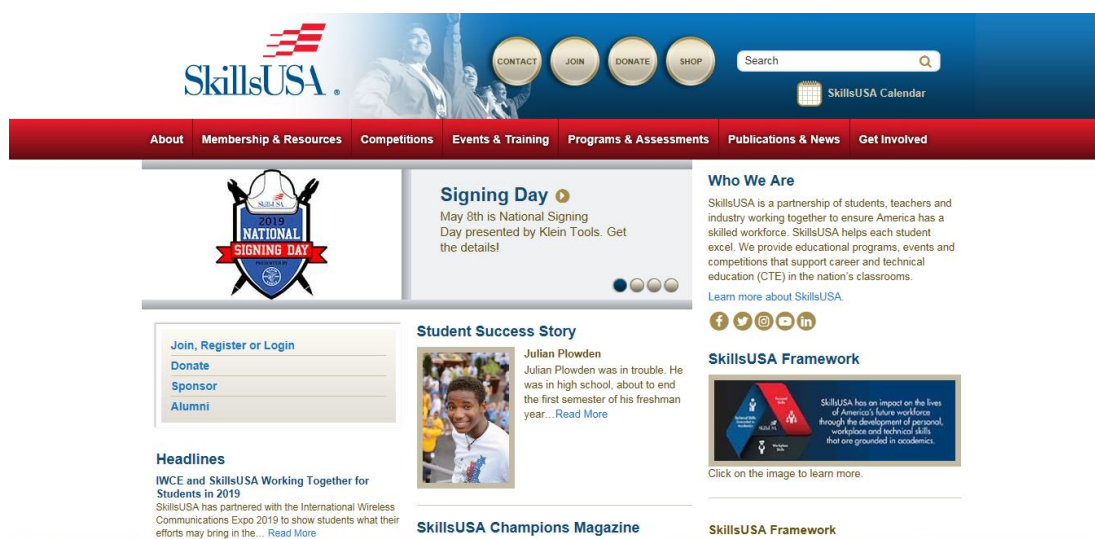 SkillsUSA
CONTACT
JOIN
DONATE
SHOP
Search
SkillsUSA Calendar
About
Membership & Resources
Competitions
Events & Training
Programs & Assessments
Publications & News
Get Involved
SkillsUSA
2019
NATIONAL
SIGNING DAY
PRESENTED BY
Signing Day
May 8th is National Signing
Day presented by Klein Tools. Get
the details!
Who We Are
SkillsUSA is a partnership of students, teachers and
industry working together to ensure America has a
skilled workforce. SkillsUSA helps each student
excel. We provide educational programs, events and
competitions that support career and technical
education (CTE) in the nation's classrooms.
Learn more about SkillsUSA.
Join, Register or Login
Donate
Sponsor
Alumni
Student Success Story
Julian Plowden
Julian Plowden was in trouble. He
was in high school, about to end
the first semester of his freshman
year…Read More
SkillsUSA Framework
Personal
Skills
Workplace
Skills
SkillsUSA
SkillsUSA has an impact on the lives
of America's future workforce
through the development of personal,
workplace and technical skills
that are grounded in academics.
Click on the image to learn more.
Headlines
IWCE and SkillsUSA Working Together for
Students in 2019
SkillsUSA has partnered with the International Wireless
Communications Expo 2019 to show students what their
efforts may bring in the… Read More
SkillsUSA Champions Magazine
SkillsUSA Framework